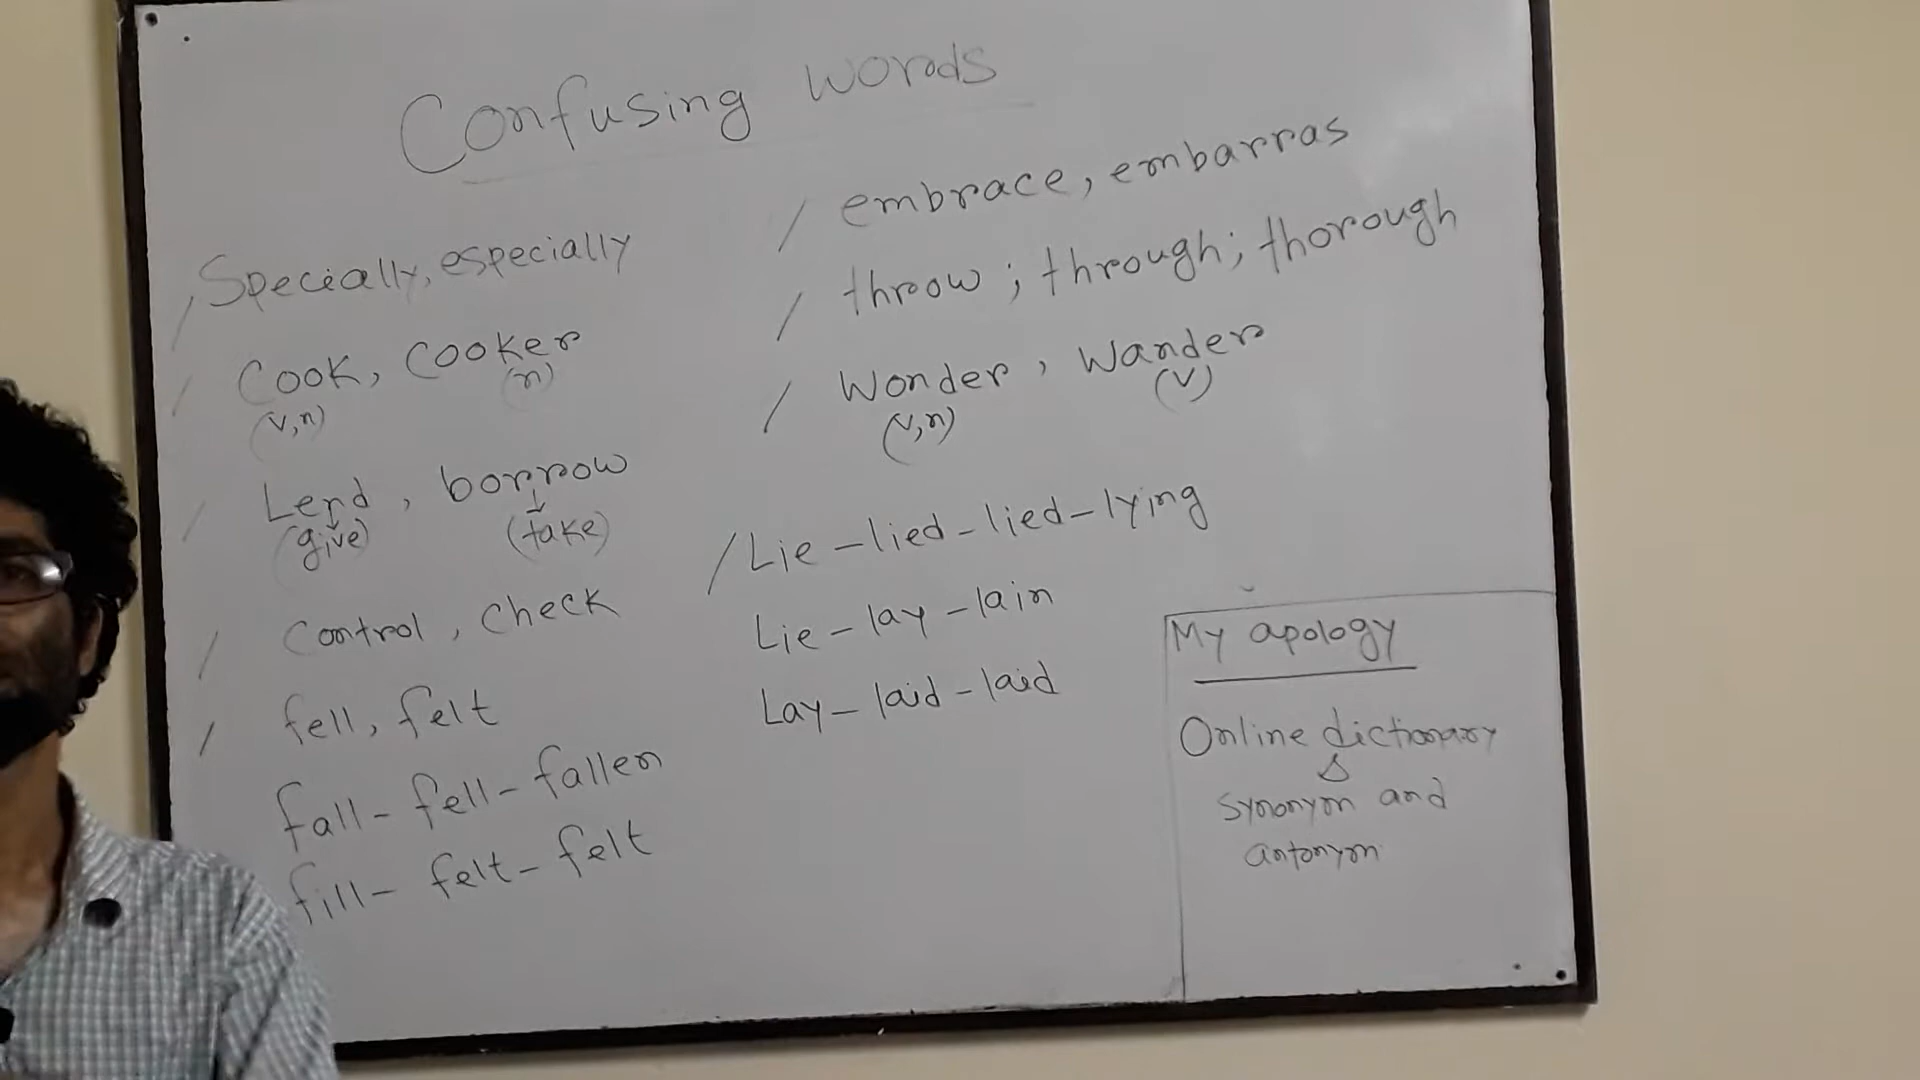 Confusing words
Specially, especially
Cook, Cooker
(v,n) (n)
Lend, borrow
(give) (take)
Control, check
fell, felt
fall - fell - fallen
fill - felt - felt
embrace, embarras
throw ; through; thorough
Wonder, Wander
(v,n) (v)
Lie - lied - lied - lying
Lie - lay - lain
Lay - laid - laid
My apology
Online dictionary
synonym and
antonym